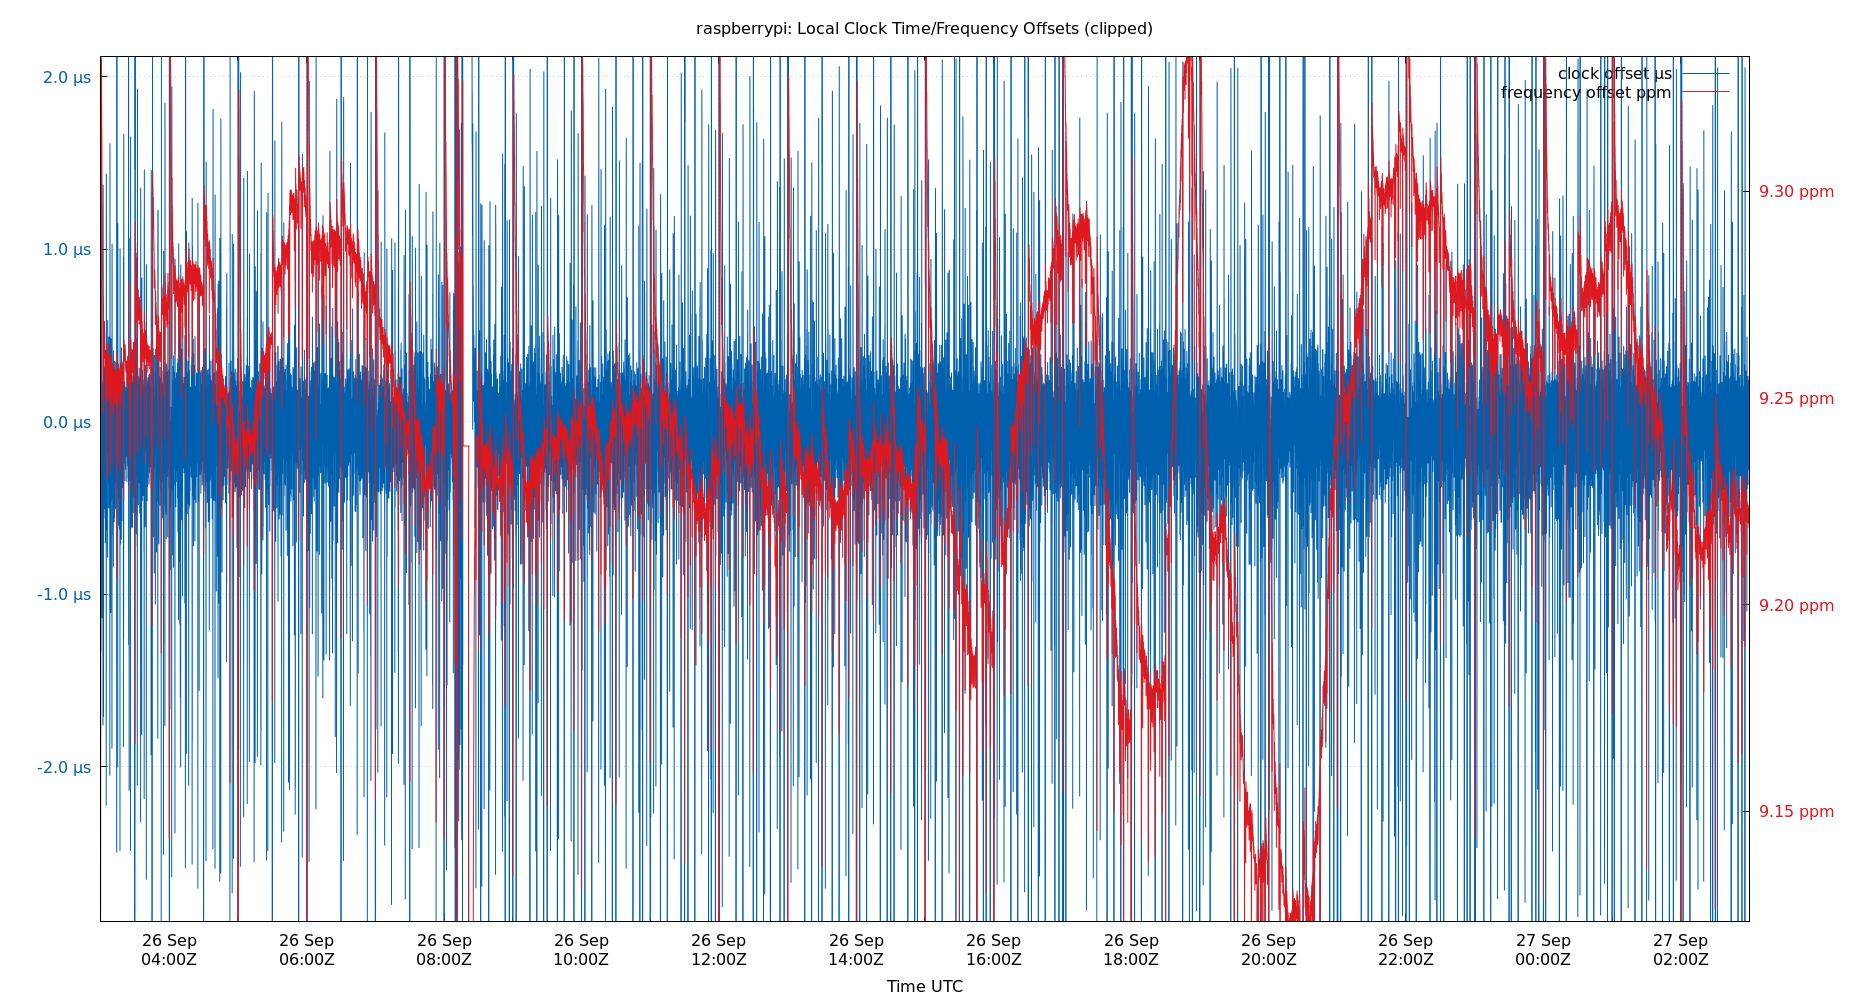 raspberrypi: Local Clock Time/Frequency Offsets (clipped)
2.0 µs
1.0 µs
0.0 µs
-1.0 µs
-2.0 µs
clock offset µs
frequency offset ppm
9.30 ppm
9.25 ppm
9.20 ppm
9.15 ppm
26 Sep 26 Sep 26 Sep 26 Sep 26 Sep 26 Sep 26 Sep 26 Sep 26 Sep 26 Sep 27 Sep 27 Sep
04:00Z 06:00Z 08:00Z 10:00Z 12:00Z 14:00Z 16:00Z 18:00Z 20:00Z 22:00Z 00:00Z 02:00Z
Time UTC